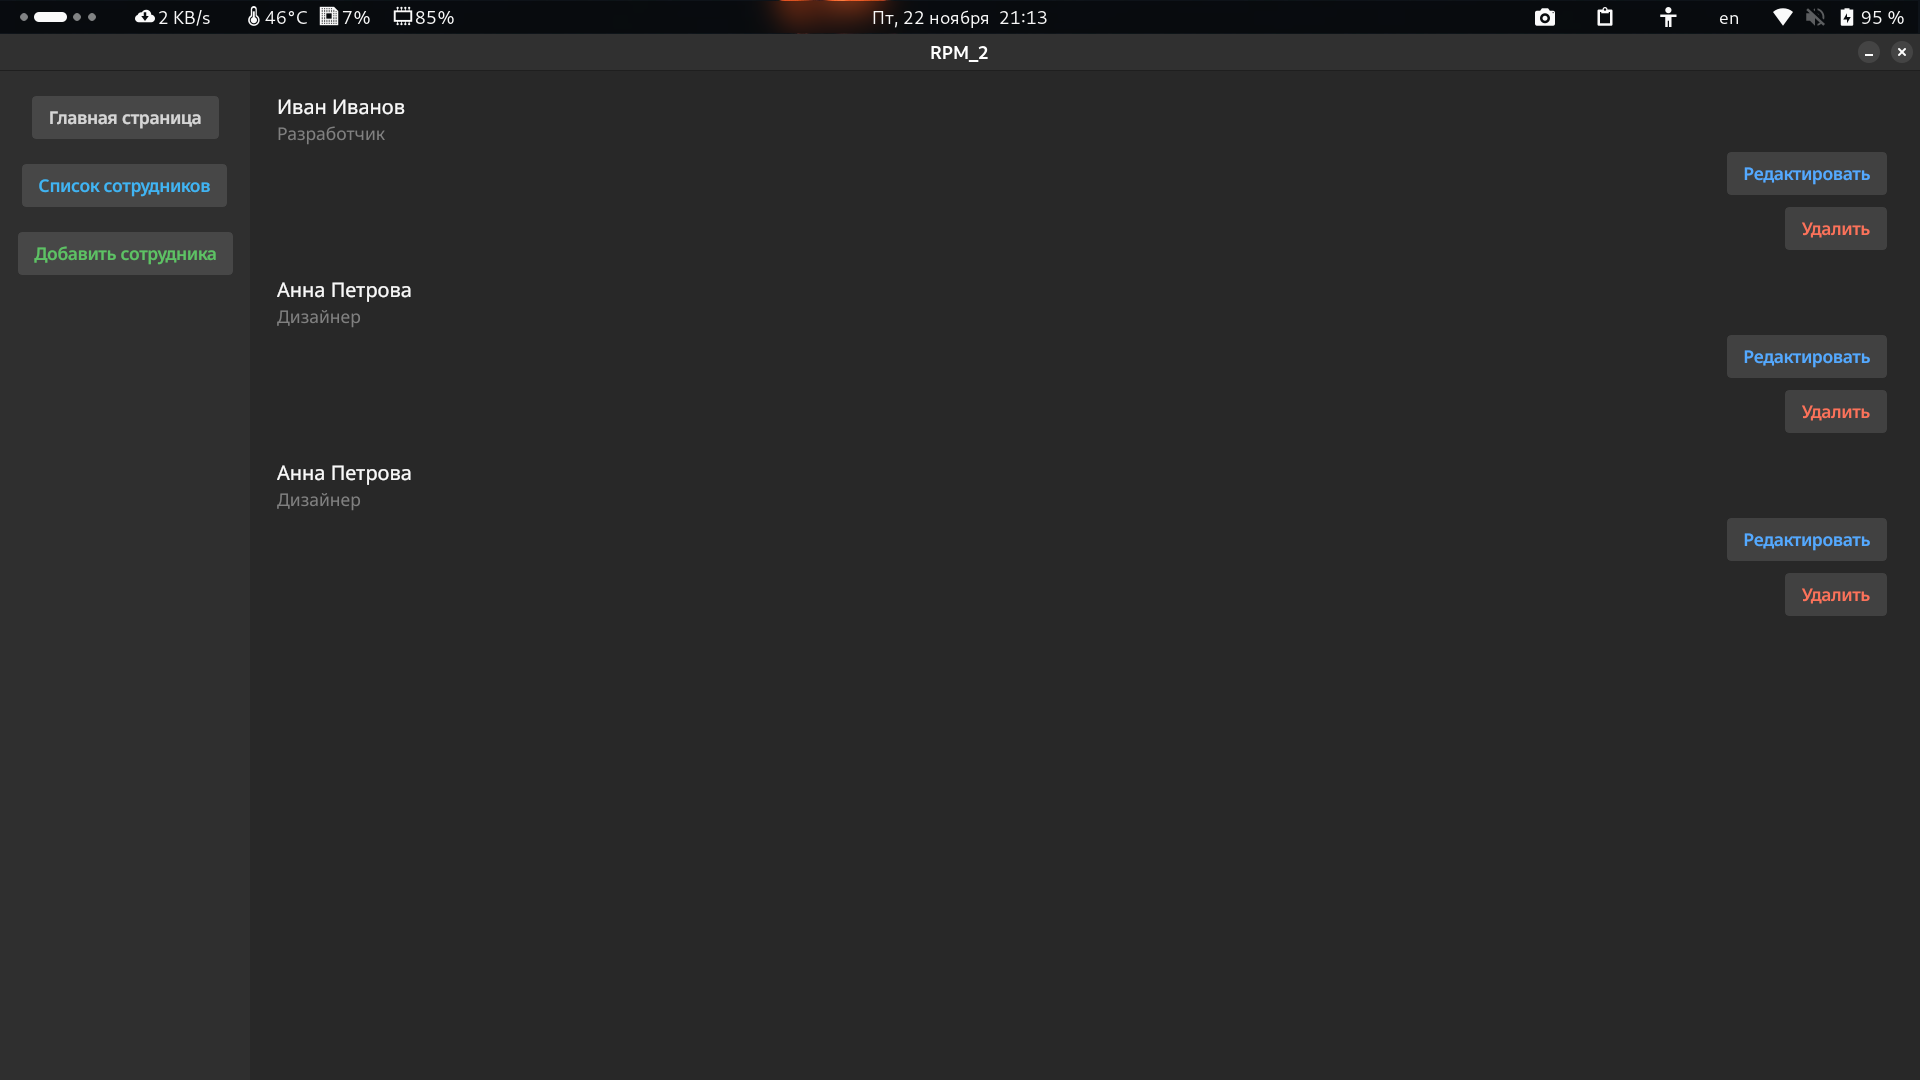 2 KB/s 46°C 7% 85% Пт, 22 ноября 21:13 en 95 %
RPM_2
Главная страница
Список сотрудников
Добавить сотрудника
Иван Иванов
Разработчик
Редактировать
Удалить
Анна Петрова
Дизайнер
Редактировать
Удалить
Анна Петрова
Дизайнер
Редактировать
Удалить